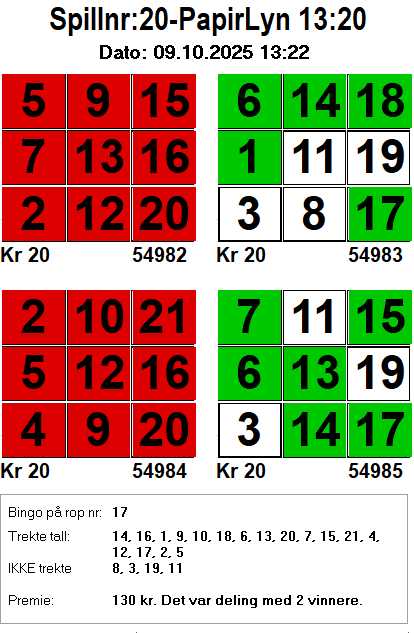 Spillnr:20-PapirLyn 13:20
Dato: 09.10.2025 13:22
5 9 15 6 14 18
7 13 16 1 11 19
2 12 20 3 8 17
Kr 20 54982 Kr 20 54983
2 10 21 7 11 15
5 12 16 6 13 19
4 9 20 3 14 17
Kr 20 54984 Kr 20 54985
Bingo på rop nr: 17
Trekte tall: 14, 16, 1, 9, 10, 18, 6, 13, 20, 7, 15, 21, 4,
12, 17, 2, 5
IKKE trekte 8, 3, 19, 11
Premie: 130 kr. Det var deling med 2 vinnere.